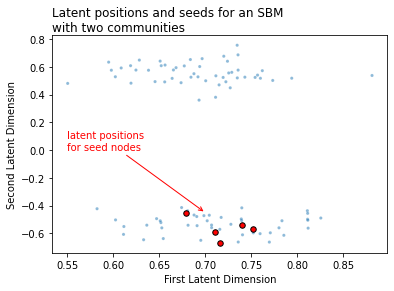 Latent positions and seeds for an SBM
with two communities
Second Latent Dimension
0.8
0.6
0.4
0.2
0.0
−0.2
−0.4
−0.6
latent positions
for seed nodes
0.55 0.60 0.65 0.70 0.75 0.80 0.85
First Latent Dimension